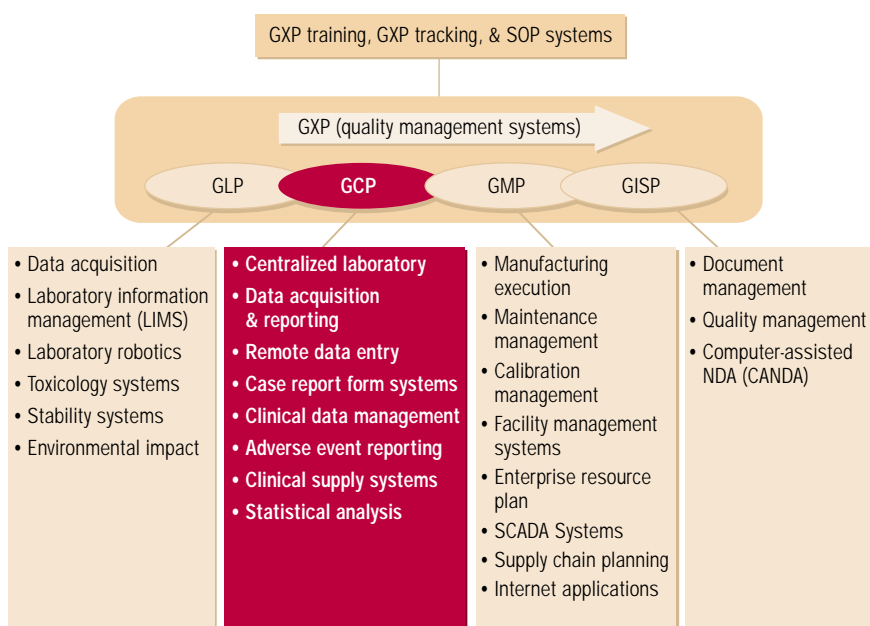 GXP training, GXP tracking, & SOP systems
GXP (quality management systems)
GLP
GCP
GMP
GISP
• Data acquisition
• Laboratory information
management (LIMS)
• Laboratory robotics
• Toxicology systems
• Stability systems
• Environmental impact
• Centralized laboratory
• Data acquisition
& reporting
• Remote data entry
• Case report form systems
• Clinical data management
• Adverse event reporting
• Clinical supply systems
• Statistical analysis
• Manufacturing
execution
• Maintenance
management
• Calibration
management
• Facility management
systems
• Enterprise resource
plan
• SCADA Systems
• Supply chain planning
• Internet applications
• Document
management
• Quality management
• Computer-assisted
NDA (CANDA)